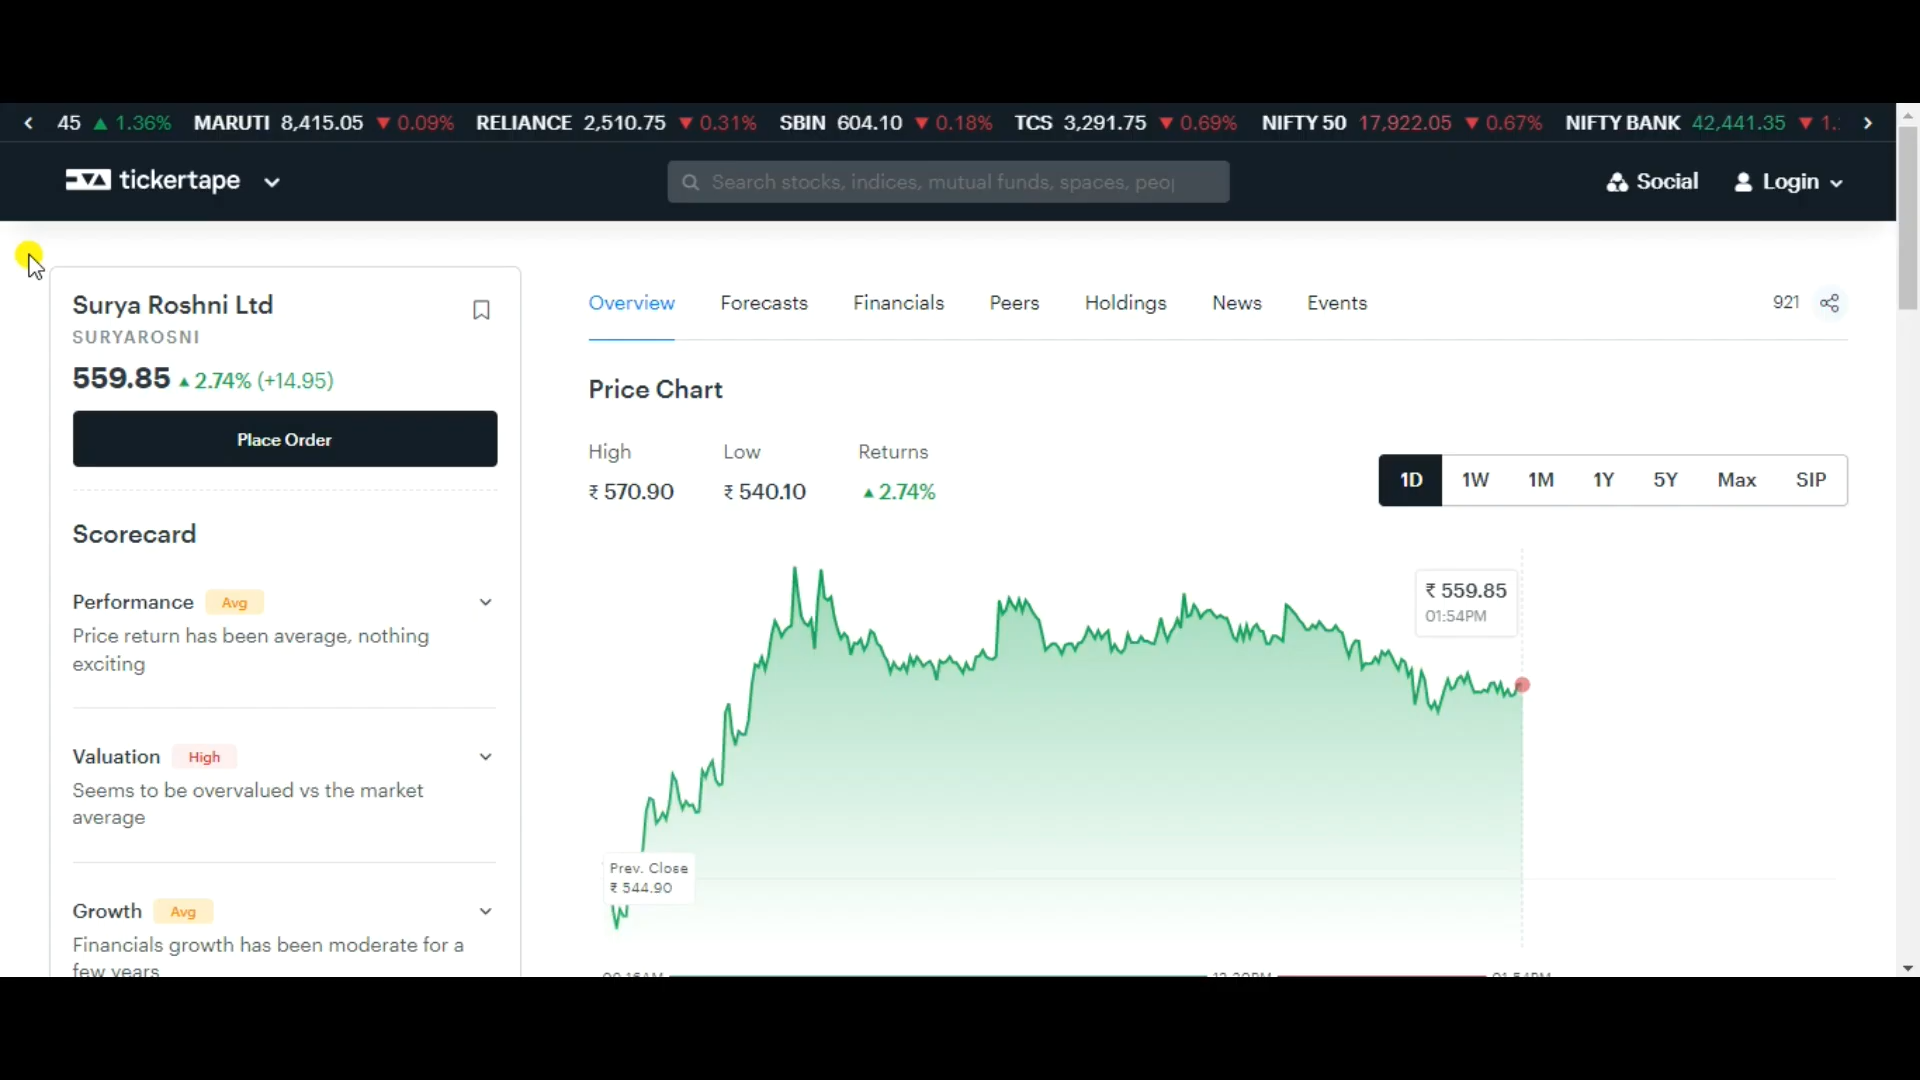 45 ▲ 1.36% MARUTI 8,415.05 ▼ 0.09% RELIANCE 2,510.75 ▼ 0.31% SBIN 604.10 ▼ 0.18% TCS 3,291.75 ▼ 0.69% NIFTY 50 17,922.05 ▼ 0.67% NIFTY BANK 42,441.35 ▼ 1.
tickertape
Search stocks, indices, mutual funds, spaces,
Social
Login
Surya Roshni Ltd
SURYAROSNI
559.85 ▲ 2.74% (+14.95)
Place Order
Scorecard
Performance Avg
Price return has been average, nothing
exciting
Valuation High
Seems to be overvalued vs the market
average
Growth Avg
Financials growth has been moderate for a
few years
Overview Forecasts Financials Peers Holdings News Events
921
Price Chart
High Low Returns
₹ 570.90 ₹ 540.10 ▲ 2.74%
1D 1W 1M 1Y 5Y Max SIP
₹ 559.85
01:54PM
Prev. Close
₹ 544.90
01:54PM